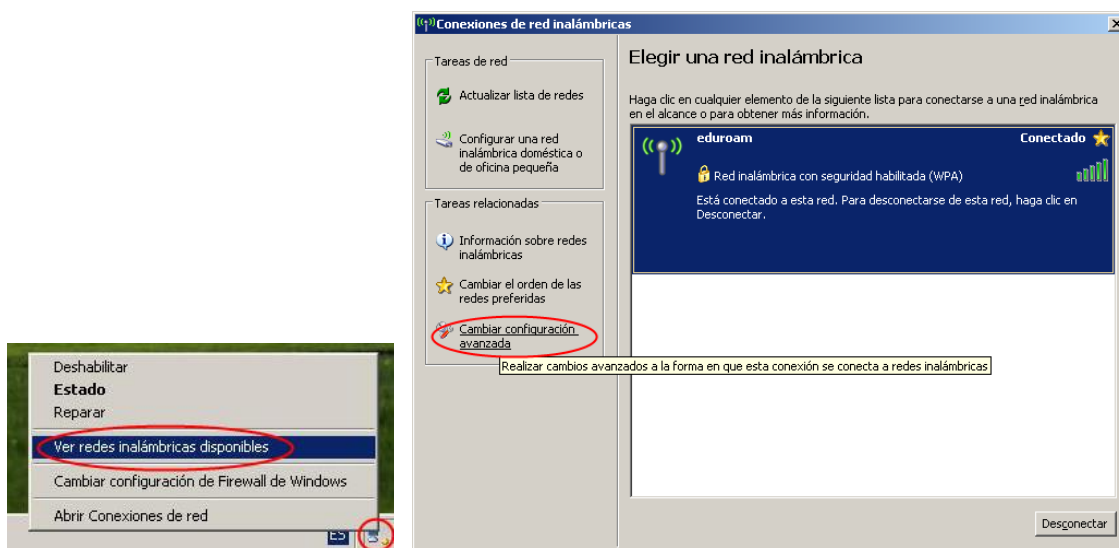 Deshabilitar
Estado
Reparar
Ver redes inalámbricas disponibles
Cambiar configuración de Firewall de Windows
Abrir Conexiones de red
ES
Conexiones de red inalámbricas
Tareas de red
Actualizar lista de redes
Configurar una red
inalámbrica doméstica o
de oficina pequeña
Tareas relacionadas
Información sobre redes
inalámbricas
Cambiar el orden de las
redes preferidas
Cambiar configuración
avanzada
Realizar cambios avanzados a la forma en que esta conexión se conecta a redes inalámbricas
Elegir una red inalámbrica
Haga clic en cualquier elemento de la siguiente lista para conectarse a una red inalámbrica
en el alcance o para obtener más información.
eduroam Conectado
Red inalámbrica con seguridad habilitada (WPA)
Está conectado a esta red. Para desconectarse de esta red, haga clic en
Desconectar.
Desconectar